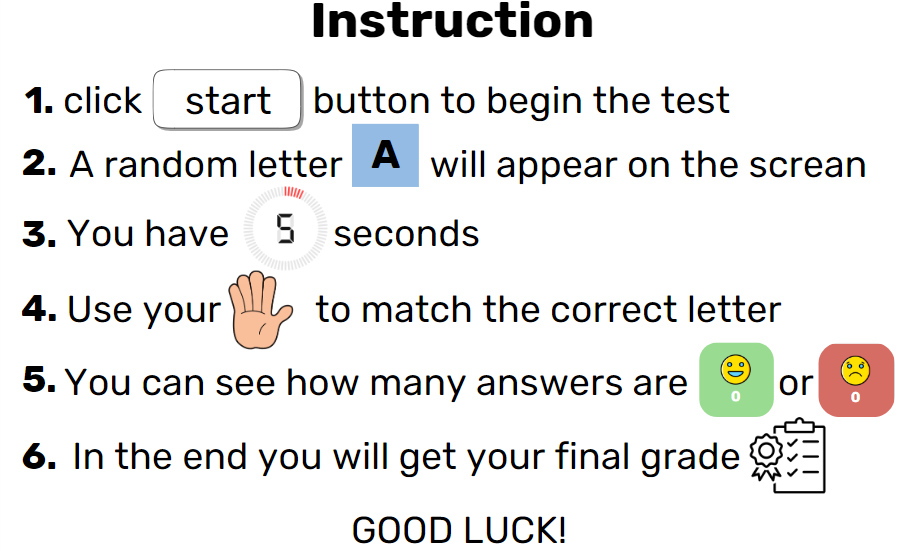 Instruction
1. click start button to begin the test
2. A random letter A will appear on the screan
3. You have 5 seconds
4. Use your to match the correct letter
5. You can see how many answers are 0 or 0
6. In the end you will get your final grade
GOOD LUCK!